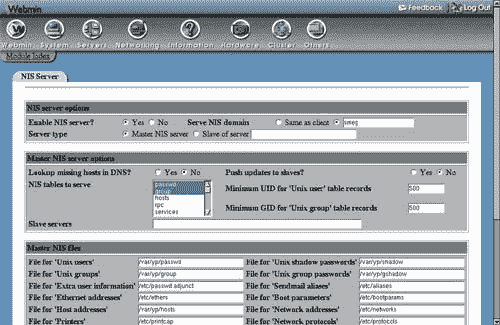 Webmin
Feedback Log Out
Webmin System Servers Networking Information Hardware Cluster Others
Module Index
NIS Server
NIS server options
Enable NIS server? Yes No Serve NIS domain Same as client smeg
Server type Master NIS server Slave of server
Master NIS server options
Lookup missing hosts in DNS? Yes No Push updates to slaves? Yes No
NIS tables to serve passwd group hosts rpc services
Minimum UID for 'Unix user' table records 500
Minimum GID for 'Unix group' table records 500
Slave servers
Master NIS files
File for 'Unix users' /var/yp/passwd File for 'Unix shadow passwords' /var/yp/shadow
File for 'Unix groups' /var/yp/group File for 'Unix group passwords' /var/yp/gshadow
File for 'Extra user information' /etc/passwd.adjunct File for 'Sendmail aliases' /etc/aliases
File for 'Ethernet addresses' /etc/ethers File for 'Boot parameters' /etc/bootparams
File for 'Host addresses' /var/yp/hosts File for 'Network addresses' /etc/networks
File for 'Printers' /etc/printcap File for 'Network protocols' /etc/protocols